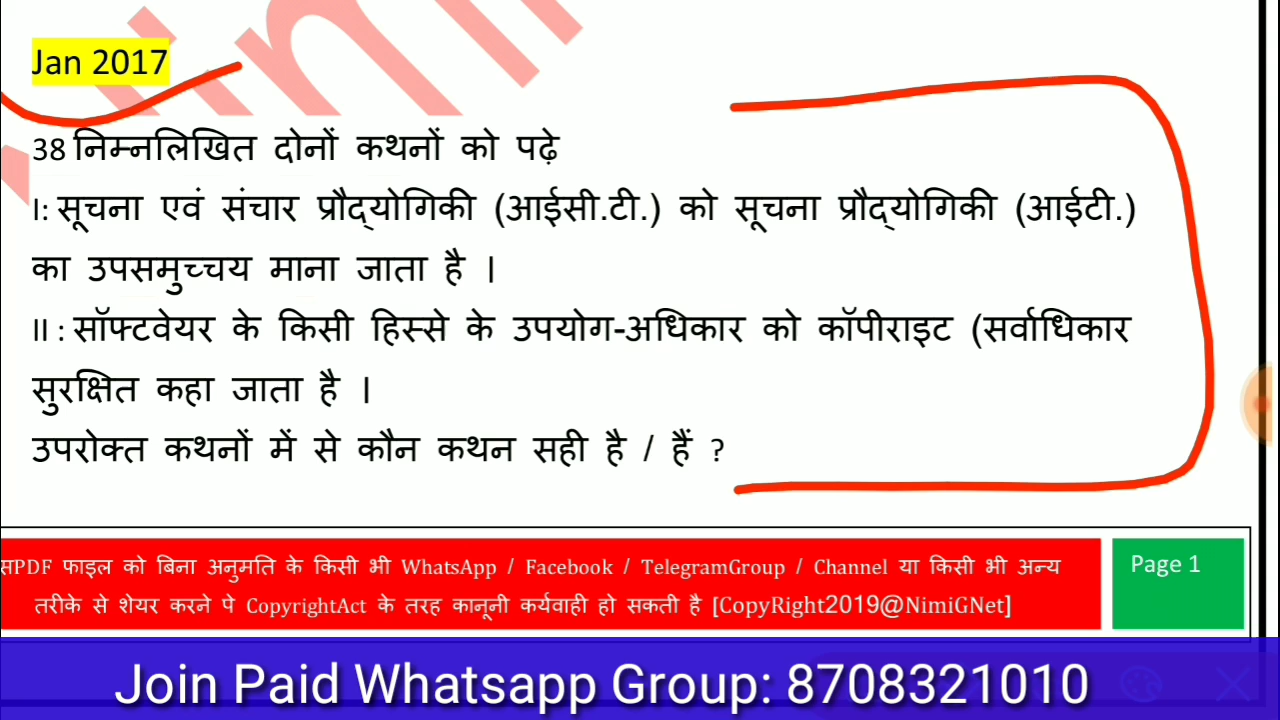 Jan 2017
38 निम्नलिखित दोनों कथनों को पढ़े
I: सूचना एवं संचार प्रौद्योगिकी (आईसी.टी.) को सूचना प्रौद्योगिकी (आईटी.)
का उपसमुच्चय माना जाता है ।
II : सॉफ्टवेयर के किसी हिस्से के उपयोग-अधिकार को कॉपीराइट (सर्वाधिकार
सुरक्षित कहा जाता है ।
उपरोक्त कथनों में से कौन कथन सही है / हैं ?
सPDF फाइल को बिना अनुमति के किसी भी WhatsApp / Facebook / TelegramGroup / Channel या किसी भी अन्य
तरीके से शेयर करने पे CopyrightAct के तरह कानूनी कर्यवाही हो सकती है [CopyRight2019@NimiGNet]
Page 1
Join Paid Whatsapp Group: 8708321010